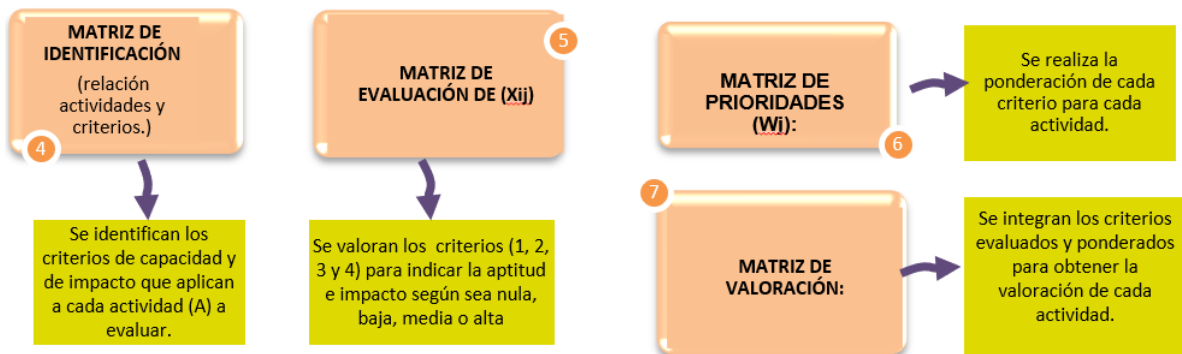 MATRIZ DE
IDENTIFICACIÓN
(relación
actividades y
criterios.)
4
Se identifican los
criterios de capacidad y
de impacto que aplican
a cada actividad (A) a
evaluar.
5
MATRIZ DE
EVALUACIÓN DE (Xij)
Se valoran los criterios (1, 2,
3 y 4) para indicar la aptitud
e impacto según sea nula,
baja, media o alta
MATRIZ DE
PRIORIDADES
(Wj):
6
Se realiza la
ponderación de cada
criterio para cada
actividad.
7
MATRIZ DE
VALORACIÓN:
Se integran los criterios
evaluados y ponderados
para obtener la
valoración de cada
actividad.